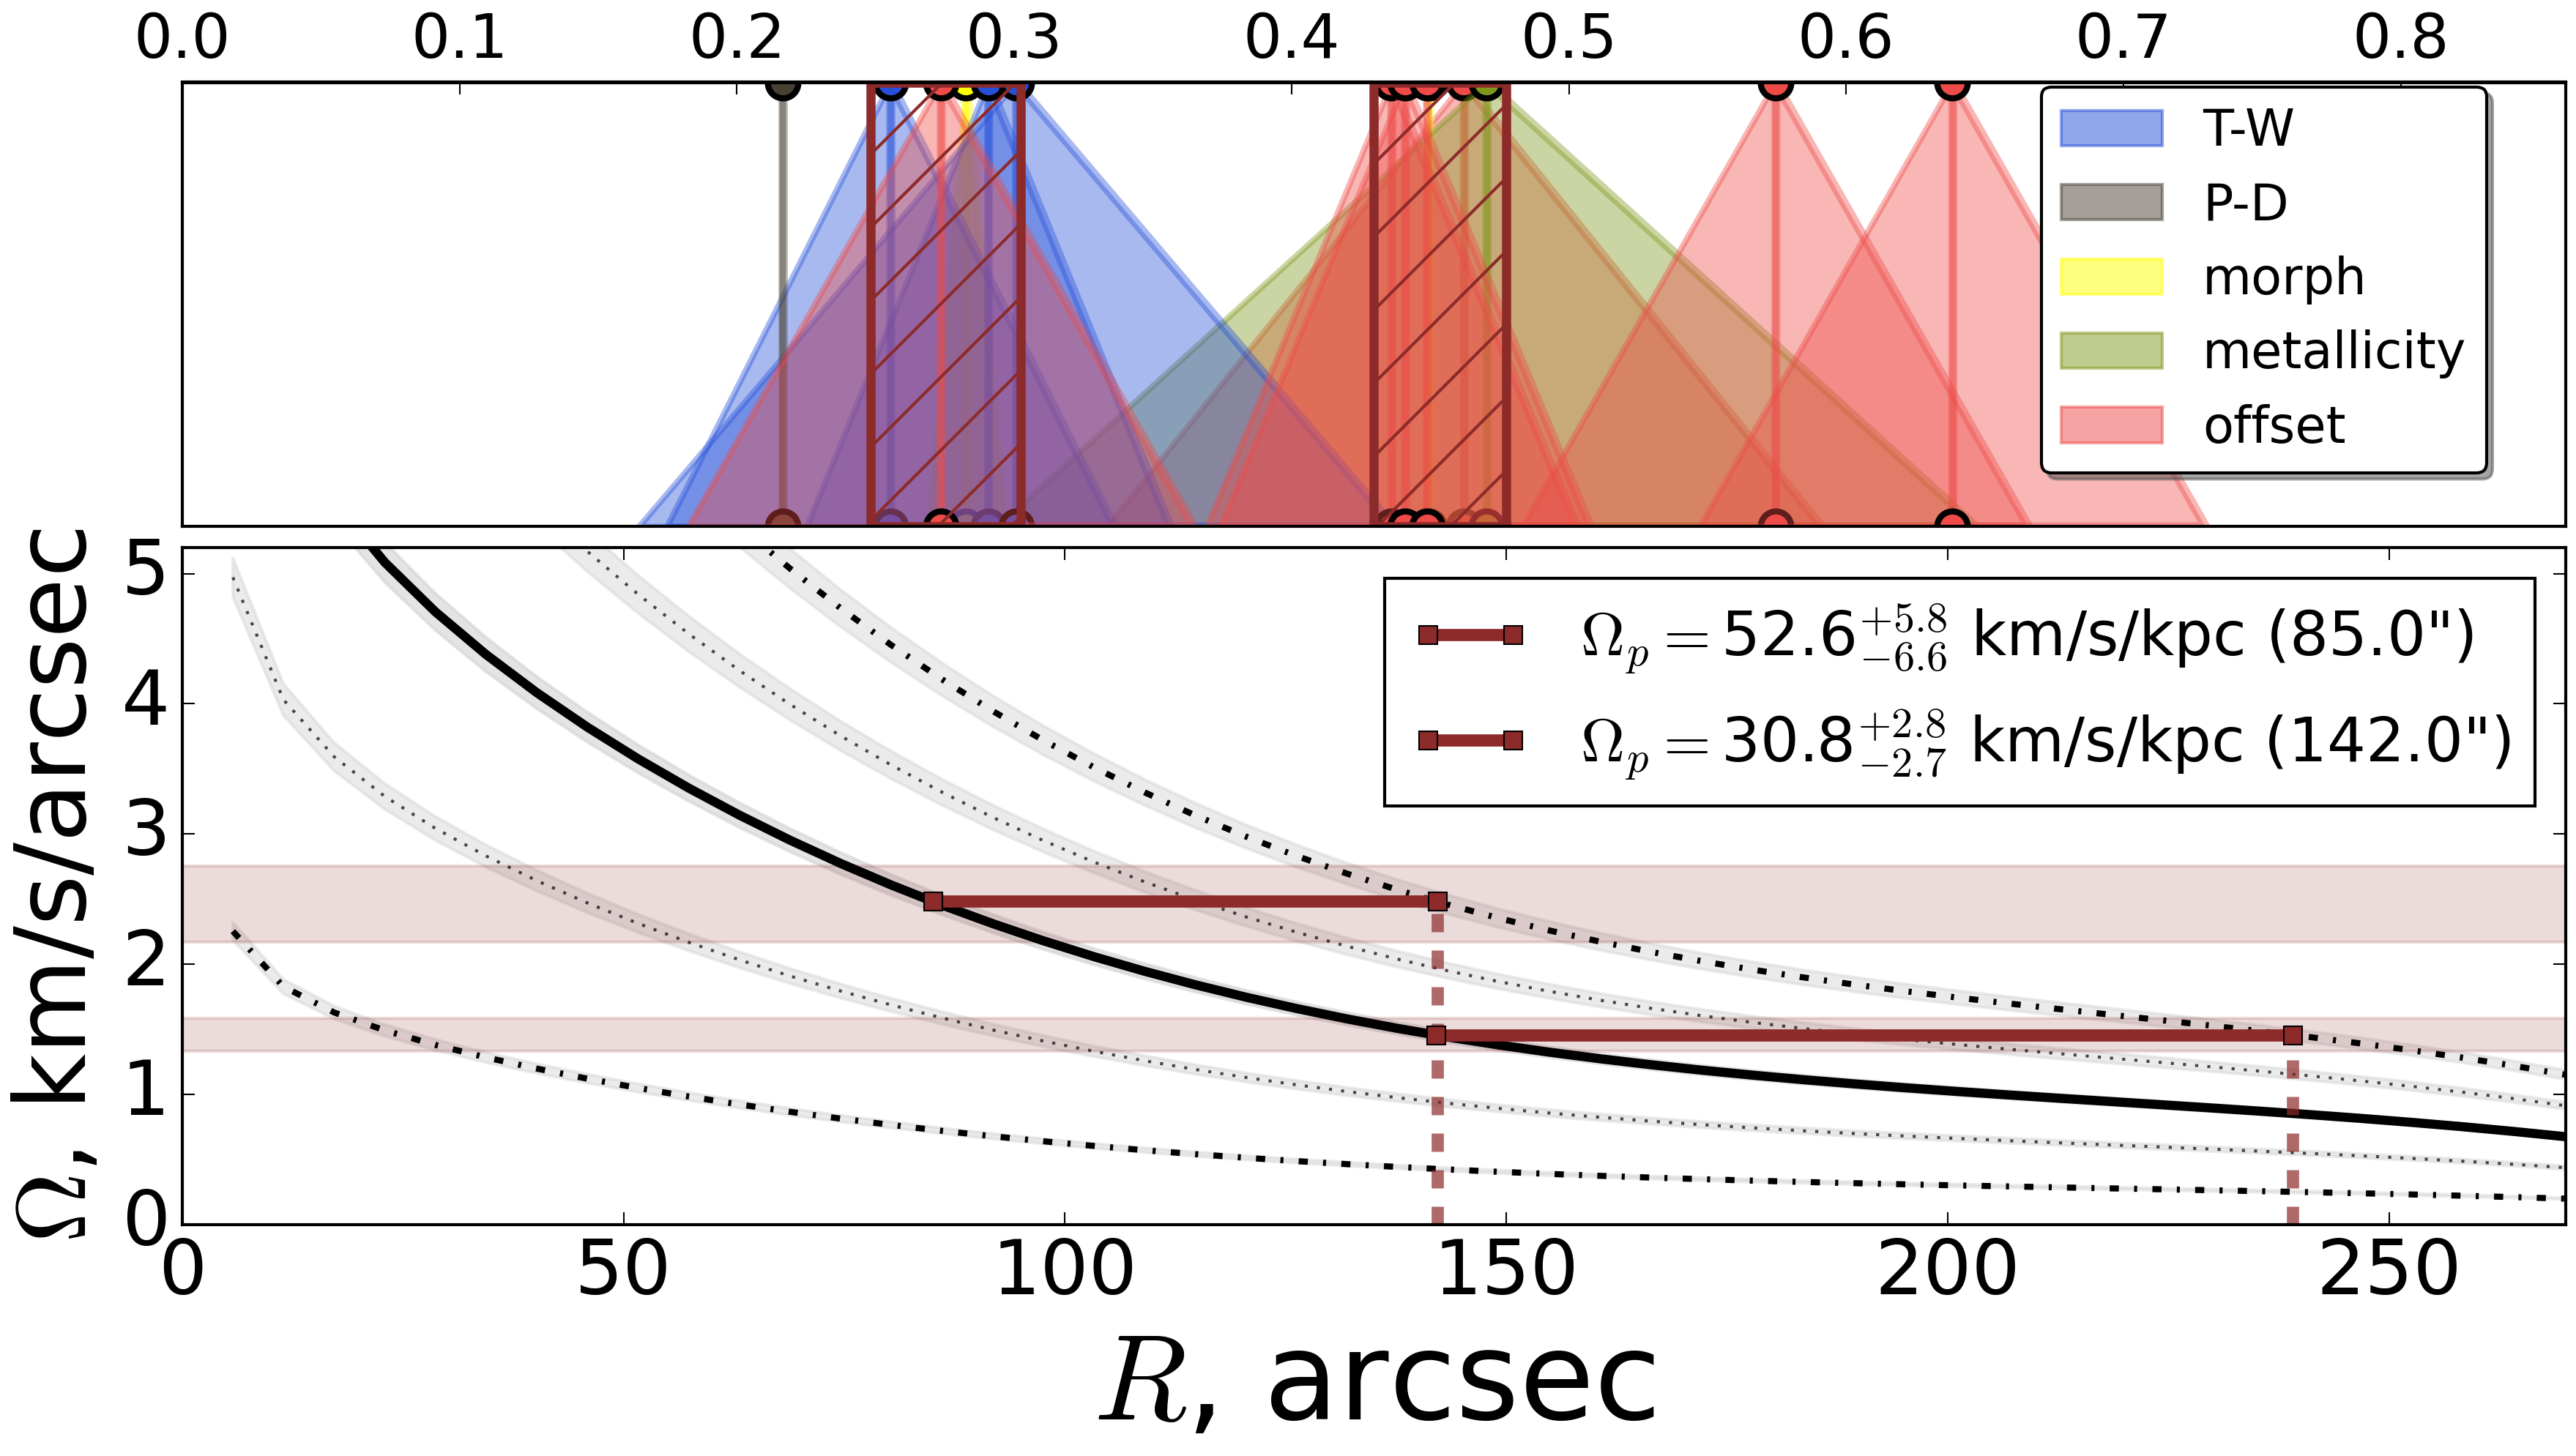 0.0 0.1 0.2 0.3 0.4 0.5 0.6 0.7 0.8
T-W
P-D
morph
metallicity
offset
Ω, km/s/arcsec
5
4
3
2
1
0
Ωₚ = 52.6 +5.8 −6.6 km/s/kpc (85.0")
Ωₚ = 30.8 +2.8 −2.7 km/s/kpc (142.0")
0 50 100 150 200 250
R, arcsec